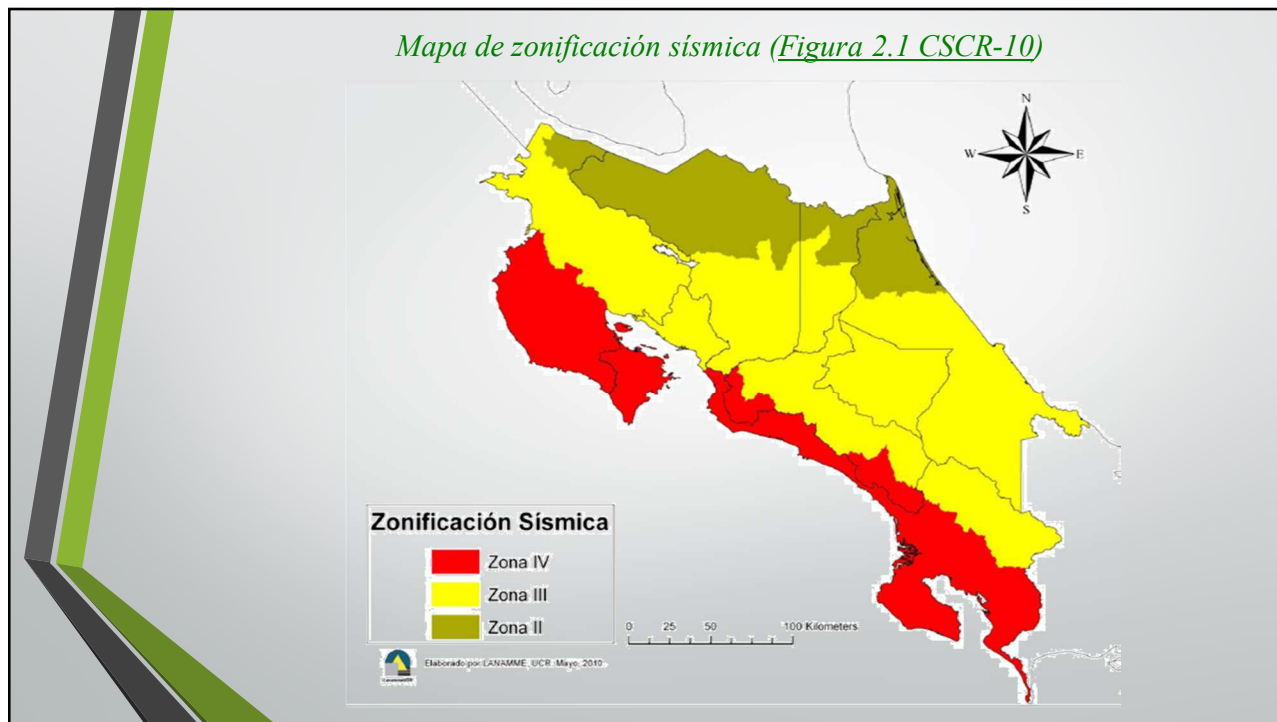 Mapa de zonificación sísmica (Figura 2.1 CSCR-10)
N
W E
S
Zonificación Sísmica
Zona IV
Zona III
Zona II
0 25 50 100 Kilometers
Elaborado por LANAMME, UCR Mayo, 2010.